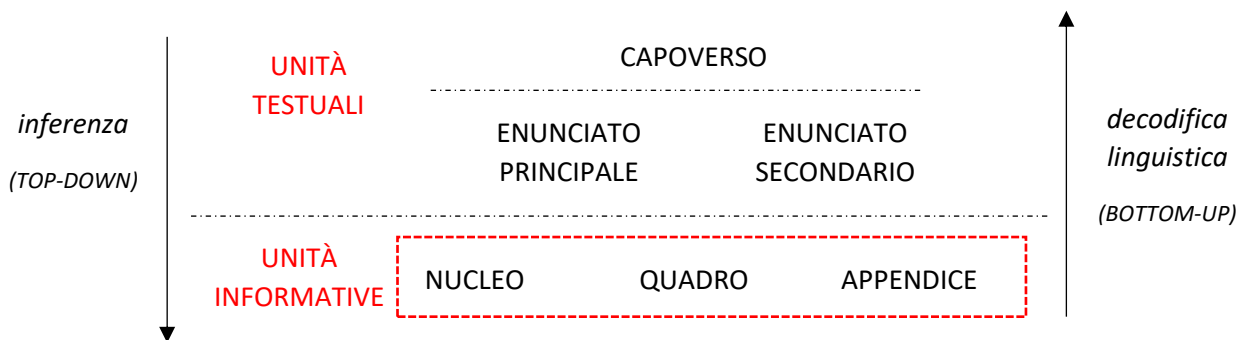 UNITÀ
TESTUALI
CAPOVERSO
inferenza
(TOP-DOWN)
ENUNCIATO
PRINCIPALE
ENUNCIATO
SECONDARIO
decodifica
linguistica
(BOTTOM-UP)
UNITÀ
INFORMATIVE
NUCLEO
QUADRO
APPENDICE